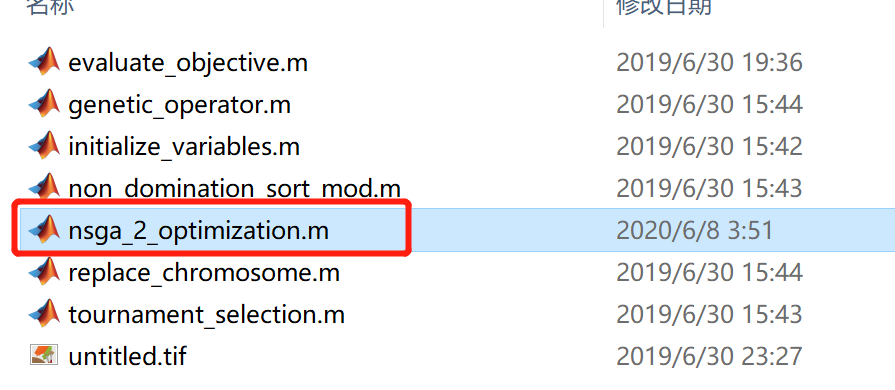 名称 修改日期
evaluate_objective.m 2019/6/30 19:36
genetic_operator.m 2019/6/30 15:44
initialize_variables.m 2019/6/30 15:42
non_domination_sort_mod.m 2019/6/30 15:43
nsga_2_optimization.m 2020/6/8 3:51
replace_chromosome.m 2019/6/30 15:44
tournament_selection.m 2019/6/30 15:43
untitled.tif 2019/6/30 23:27